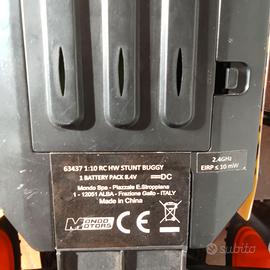 63437 1:10 RC HW STUNT BUGGY
1 BATTERY PACK 8.4V DC
Mondo Spa - Piazzale E.Stroppiana
1 - 12051 ALBA - Frazione Gallo - ITALY
Made in China
MONDO
MOTORS
CE
2.4GHz
EIRP ≤ 10 mW
subito